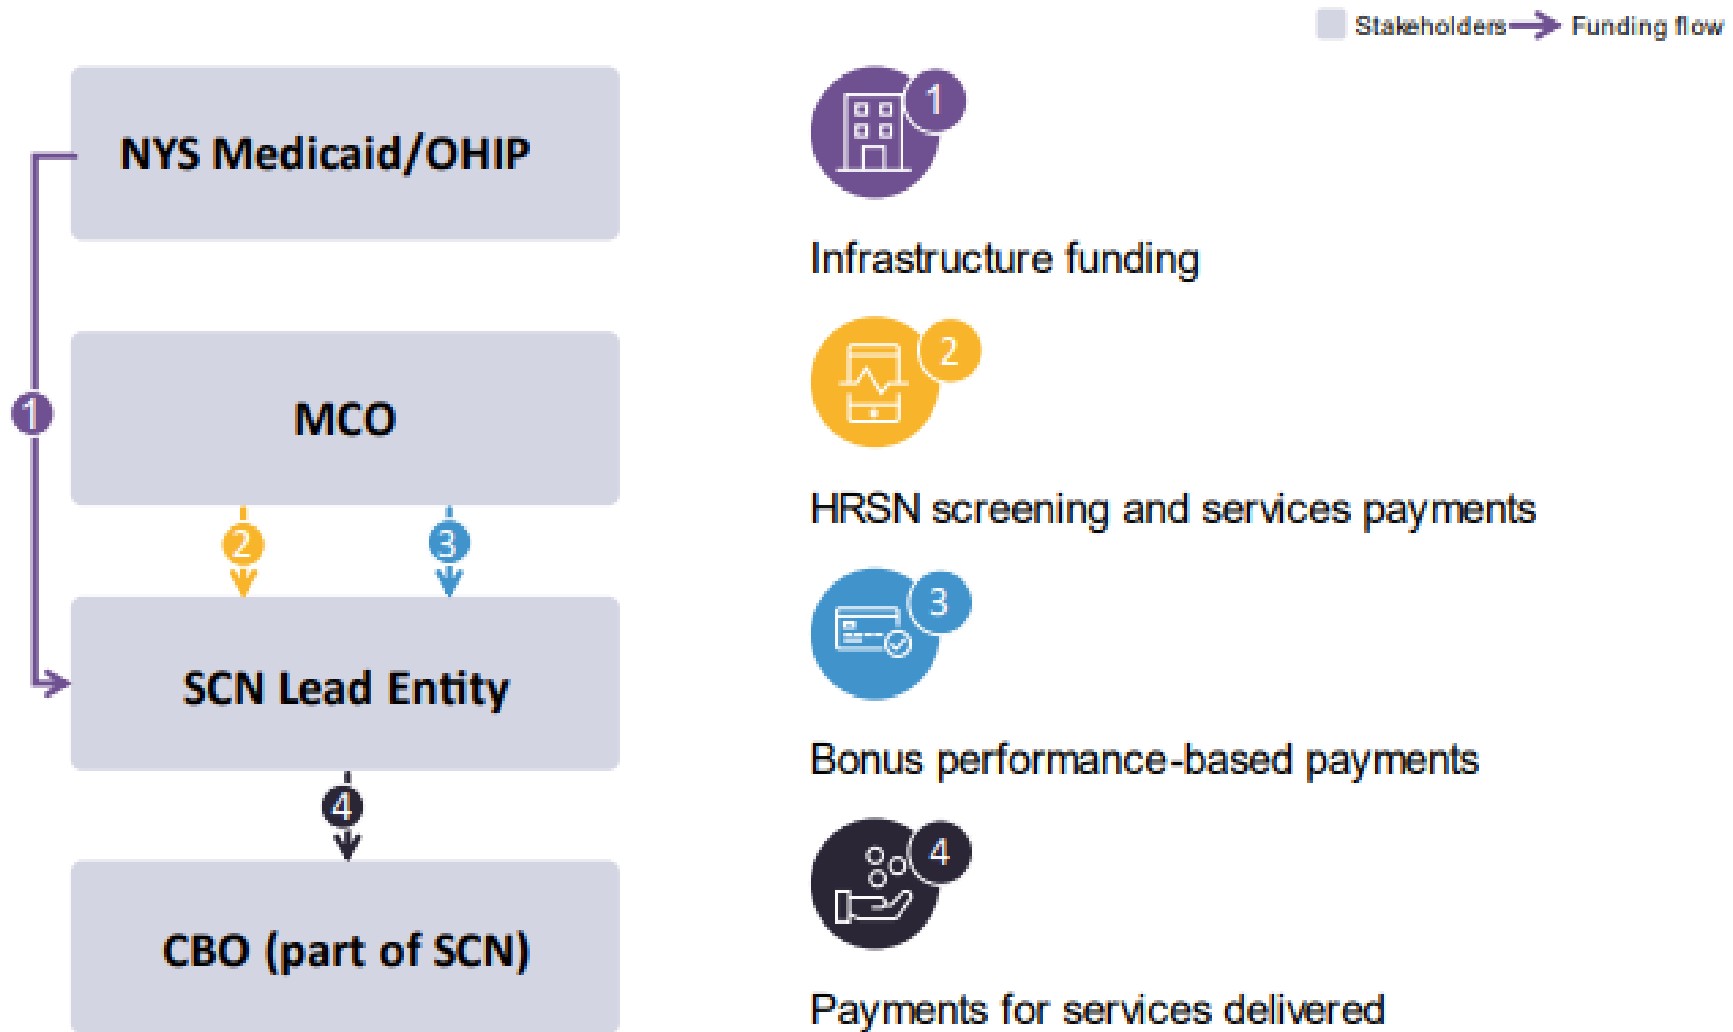 Stakeholders Funding flow
NYS Medicaid/OHIP
1
Infrastructure funding
MCO
1
2
HRSN screening and services payments
2
3
SCN Lead Entity
3
Bonus performance-based payments
4
CBO (part of SCN)
4
Payments for services delivered